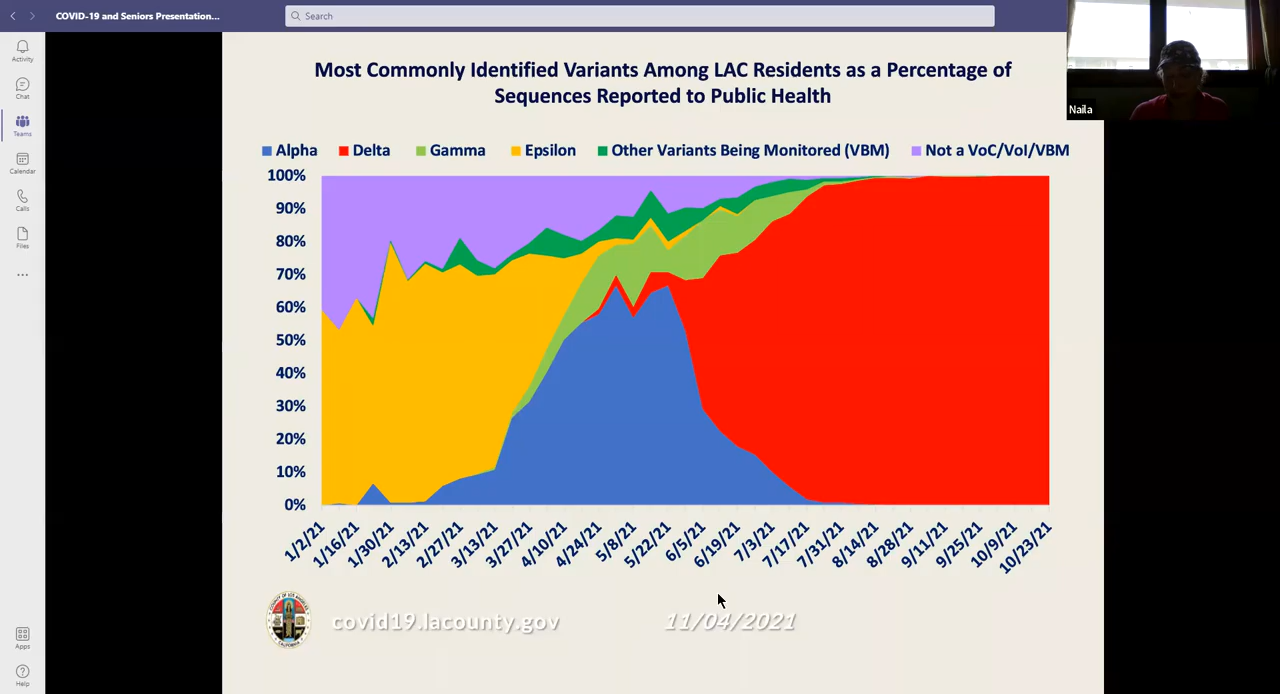 COVID-19 and Seniors Presentation...
Search
Activity
Chat
Teams
Calendar
Calls
Files
Apps
Help
Naila
Most Commonly Identified Variants Among LAC Residents as a Percentage of
Sequences Reported to Public Health
Alpha Delta Gamma Epsilon Other Variants Being Monitored (VBM) Not a VoC/VoI/VBM
100%
90%
80%
70%
60%
50%
40%
30%
20%
10%
0%
1/2/21 1/16/21 1/30/21 2/13/21 2/27/21 3/13/21 3/27/21 4/10/21 4/24/21 5/8/21 5/22/21 6/5/21 6/19/21 7/3/21 7/17/21 7/31/21 8/14/21 8/28/21 9/11/21 9/25/21 10/9/21 10/23/21
covid19.lacounty.gov 11/04/2021